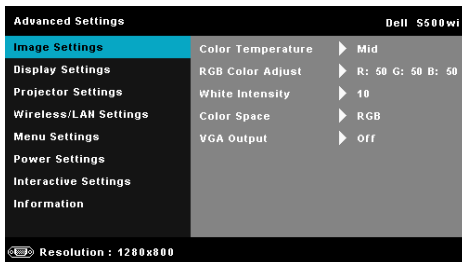 Advanced Settings Dell S500wi
Image Settings
Display Settings
Projector Settings
Wireless/LAN Settings
Menu Settings
Power Settings
Interactive Settings
Information
Color Temperature Mid
RGB Color Adjust R: 50 G: 50 B: 50
White Intensity 10
Color Space RGB
VGA Output Off
Resolution : 1280x800